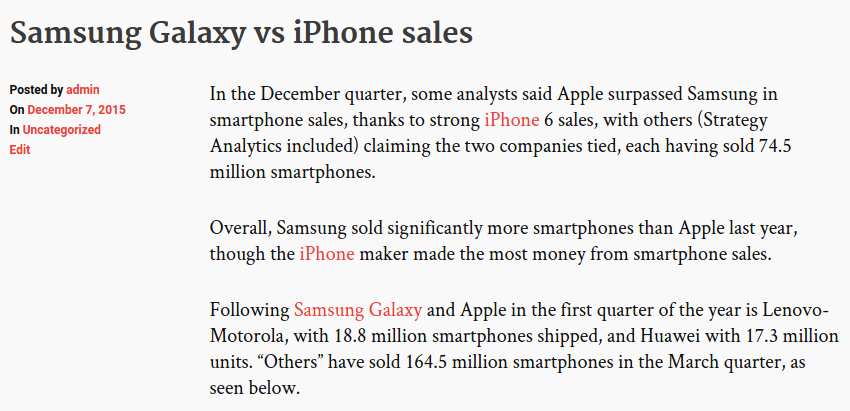 Samsung Galaxy vs iPhone sales
Posted by admin
On December 7, 2015
In Uncategorized
Edit
In the December quarter, some analysts said Apple surpassed Samsung in
smartphone sales, thanks to strong iPhone 6 sales, with others (Strategy
Analytics included) claiming the two companies tied, each having sold 74.5
million smartphones.
Overall, Samsung sold significantly more smartphones than Apple last year,
though the iPhone maker made the most money from smartphone sales.
Following Samsung Galaxy and Apple in the first quarter of the year is Lenovo-
Motorola, with 18.8 million smartphones shipped, and Huawei with 17.3 million
units. “Others” have sold 164.5 million smartphones in the March quarter, as
seen below.